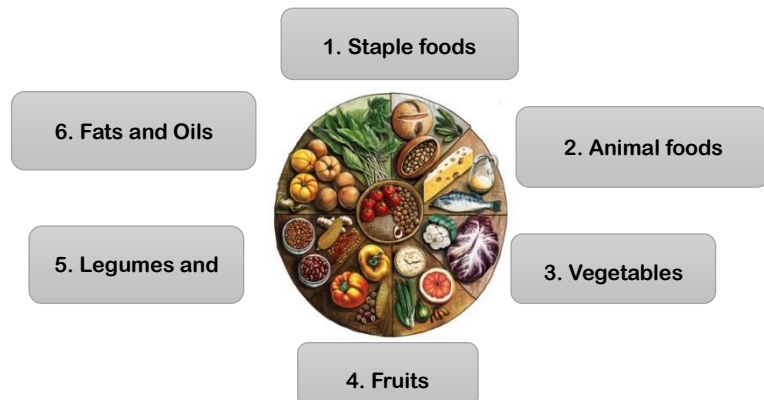 1. Staple foods
2. Animal foods
3. Vegetables
4. Fruits
5. Legumes and
6. Fats and Oils